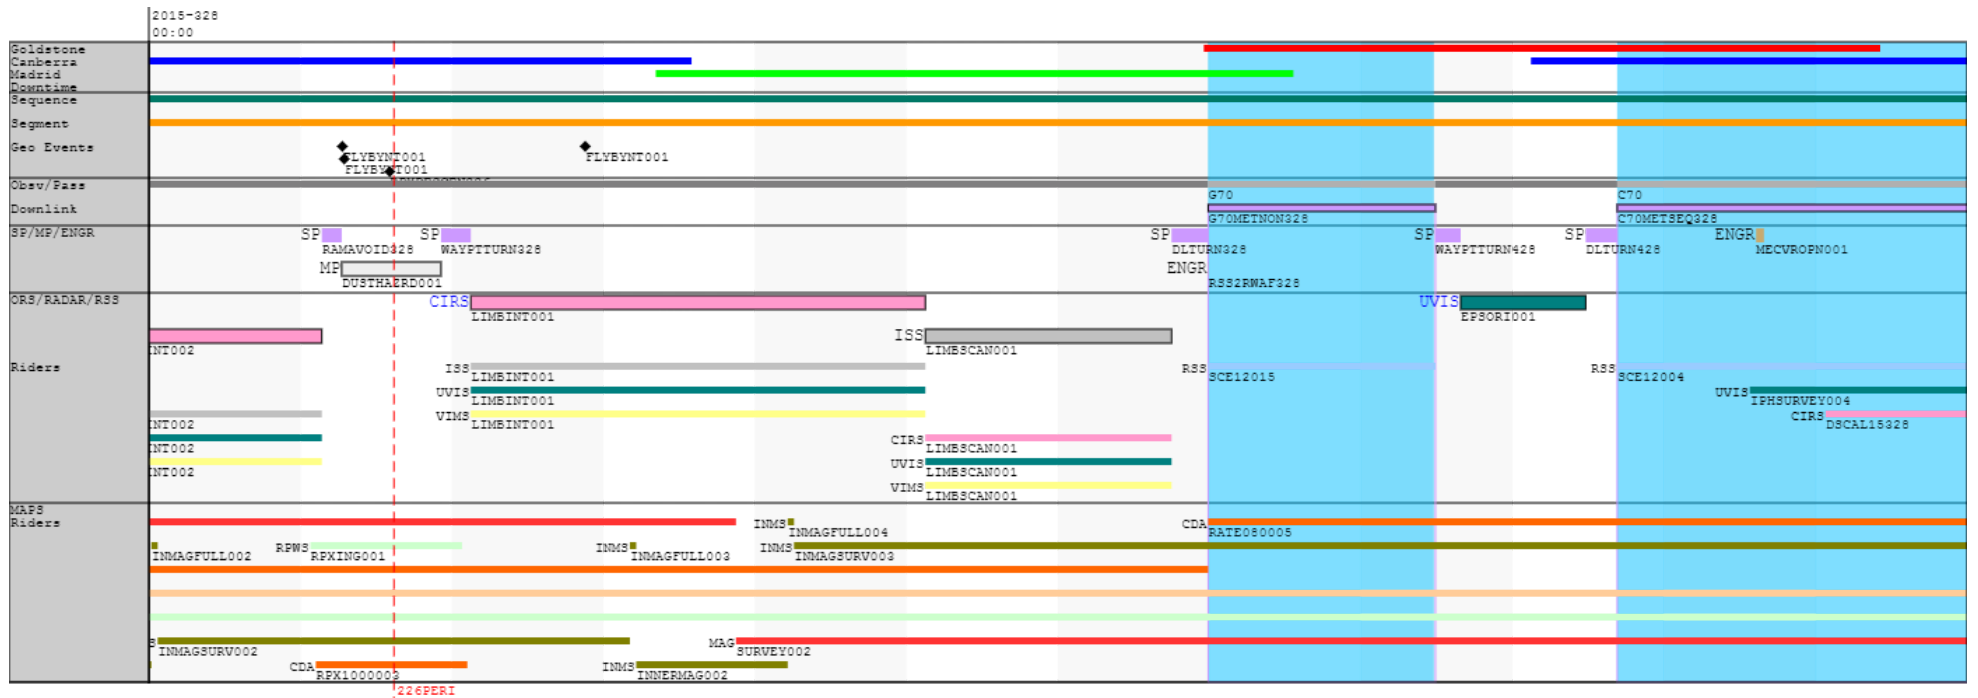 2015-328
00:00
Goldstone
Canberra
Madrid
Downtime
Sequence
Segment
Geo Events
FLYBYNT001
FLYBYNT001
FLYBYNT001
Obsv/Pass
G70
C70
Downlink
G70METNON328
C70METSEQ328
SP/MP/ENGR
SP
RAMAVOID328
SP
WAYPTTURN328
SP
DLTURN328
SP
WAYPTTURN428
SP
DLTURN428
ENGR
MECVROPN001
MP
DUSTHAZRD001
ENGR
RSS2RWAF328
ORS/RADAR/RSS
CIRS
LIMBINT001
UVIS
EPSORI001
INT002
ISS
LIMBSCAN001
Riders
ISS
LIMBINT001
RSS
SCE12015
RSS
SCE12004
UVIS
LIMBINT001
UVIS
IPHSURVEY004
INT002
VIMS
LIMBINT001
CIRS
DSCAL15328
INT002
CIRS
LIMBSCAN001
INT002
UVIS
LIMBSCAN001
VIMS
LIMBSCAN001
MAPS
Riders
INMS
INMAGFULL004
CDA
RATE080005
INMAGFULL002
RPWS
RPXING001
INMS
INMAGFULL003
INMS
INMAGSURV003
S
INMAGSURV002
MAG
SURVEY002
CDA
RPX1000003
INMS
INNERMAG002
226PERI